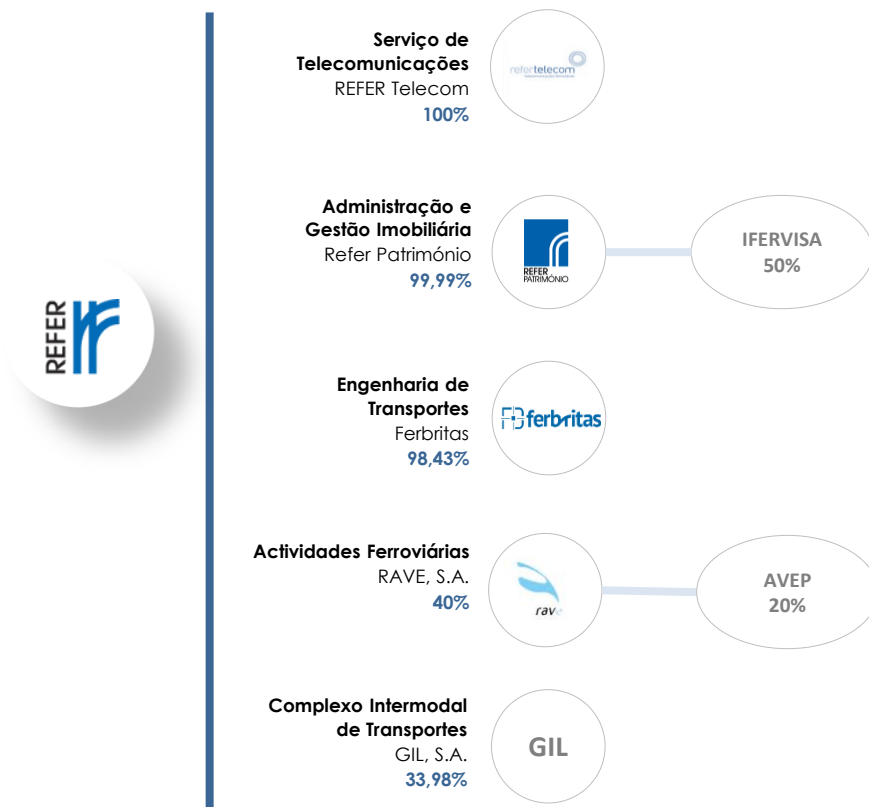 REFER
Serviço de
Telecomunicações
REFER Telecom
100%
refertelecom
Administração e
Gestão Imobiliária
Refer Património
99,99%
REFER
PATRIMÓNIO
IFERVISA
50%
Engenharia de
Transportes
Ferbritas
98,43%
ferbritas
Actividades Ferroviárias
RAVE, S.A.
40%
rave
AVEP
20%
Complexo Intermodal
de Transportes
GIL, S.A.
33,98%
GIL